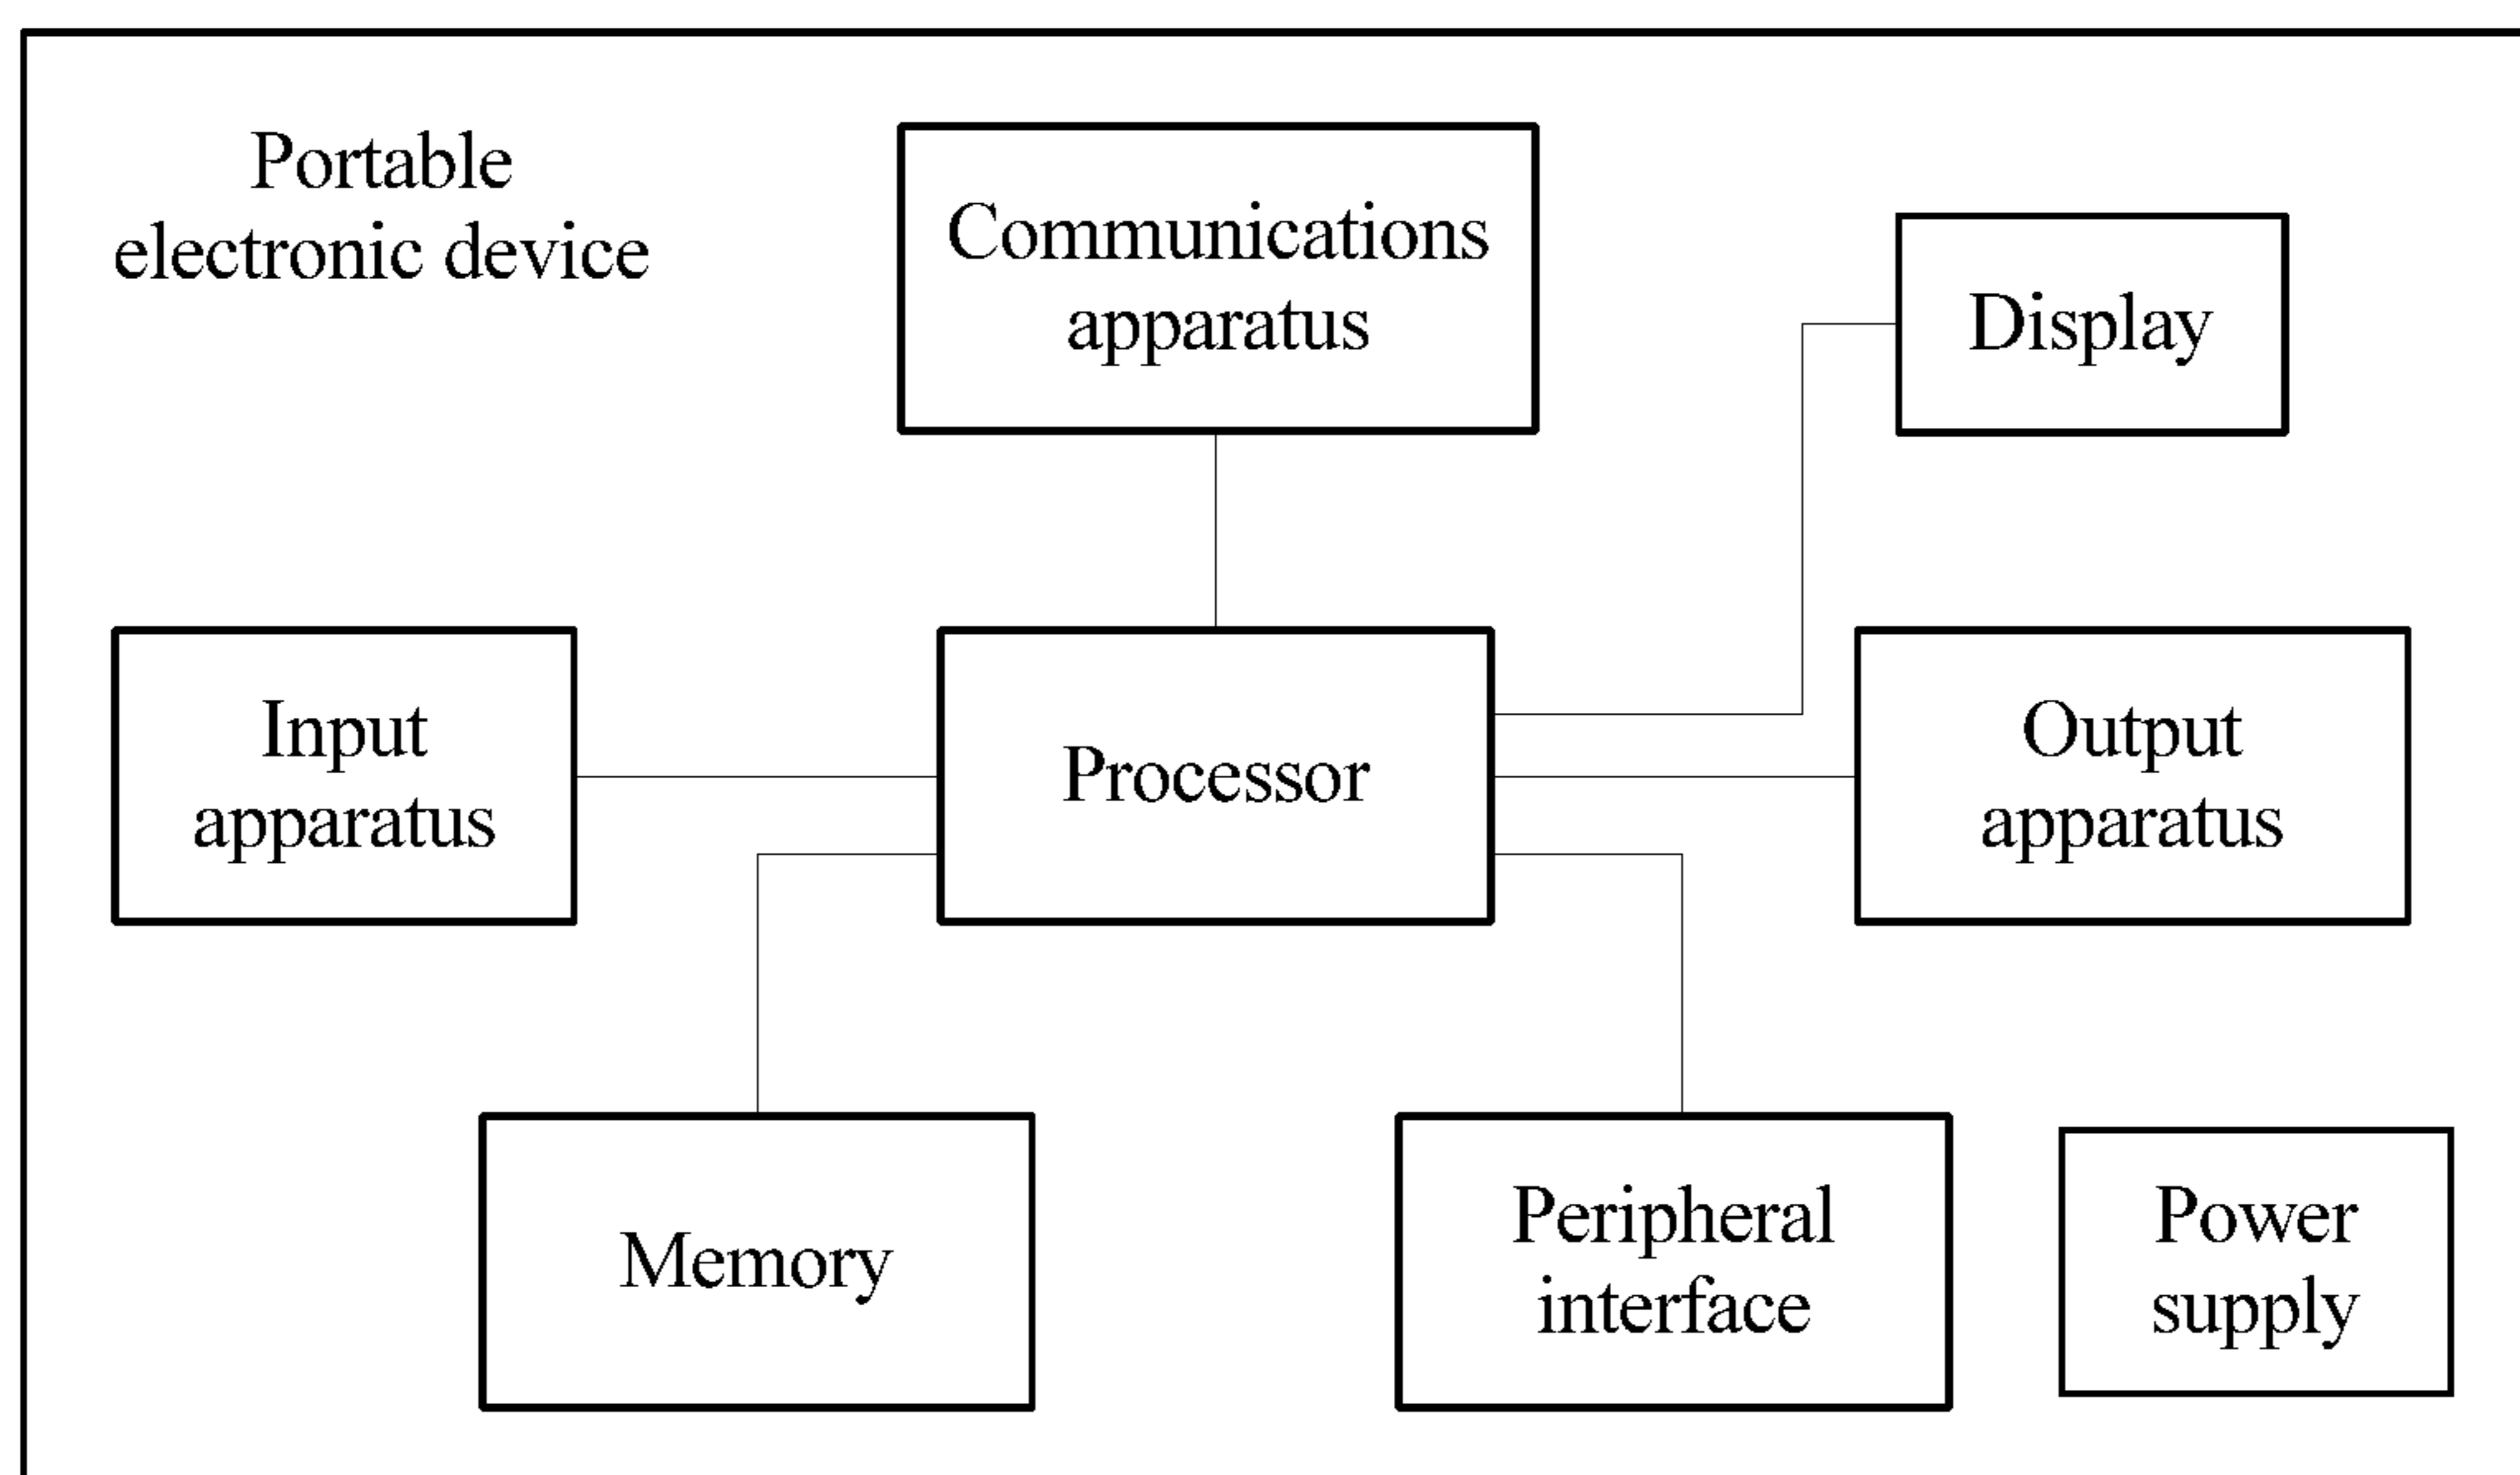 Portable
electronic device
Communications
apparatus
Display
Input
apparatus
Processor
Output
apparatus
Memory
Peripheral
interface
Power
supply